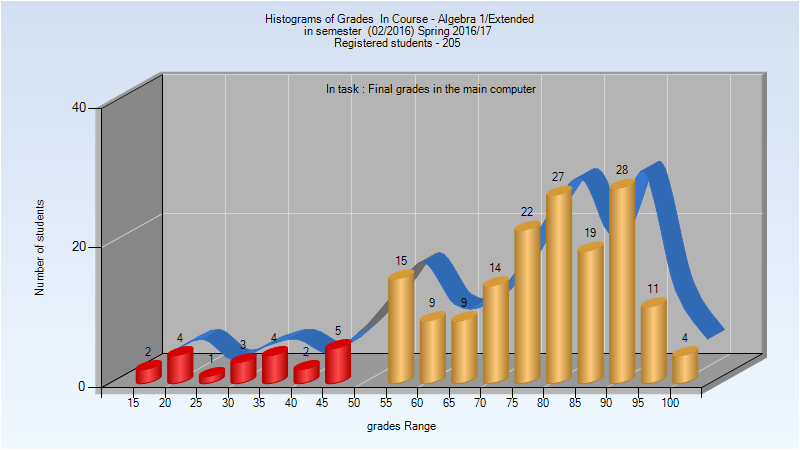 Histograms of Grades In Course - Algebra 1/Extended
in semester (02/2016) Spring 2016/17
Registered students - 205
In task : Final grades in the main computer
40
20
0
Number of students
2
4
1
3
4
2
5
15
9
9
14
22
27
19
28
11
4
15 20 25 30 35 40 45 50 55 60 65 70 75 80 85 90 95 100
grades Range